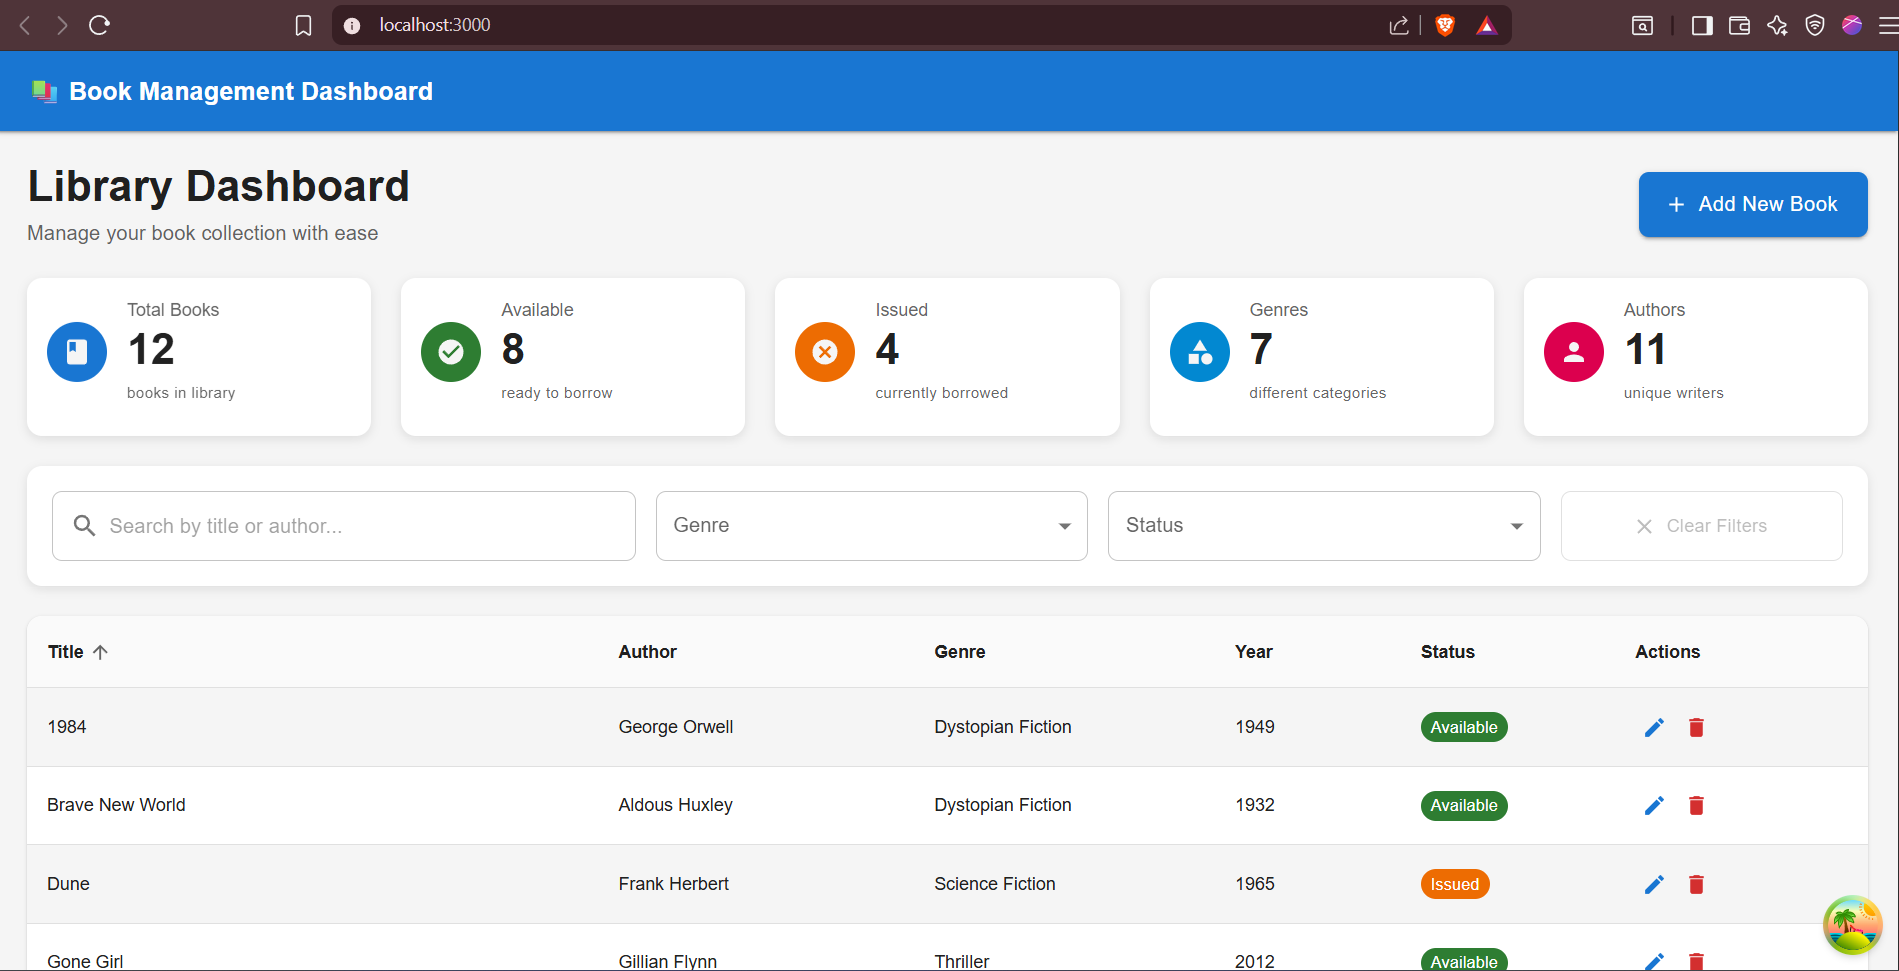 localhost:3000
Book Management Dashboard
Library Dashboard
Manage your book collection with ease
+ Add New Book
Total Books
12
books in library
Available
8
ready to borrow
Issued
4
currently borrowed
Genres
7
different categories
Authors
11
unique writers
Search by title or author...
Genre
Status
Clear Filters
Title Author Genre Year Status Actions
1984 George Orwell Dystopian Fiction 1949 Available
Brave New World Aldous Huxley Dystopian Fiction 1932 Available
Dune Frank Herbert Science Fiction 1965 Issued
Gone Girl Gillian Flynn Thriller 2012 Available